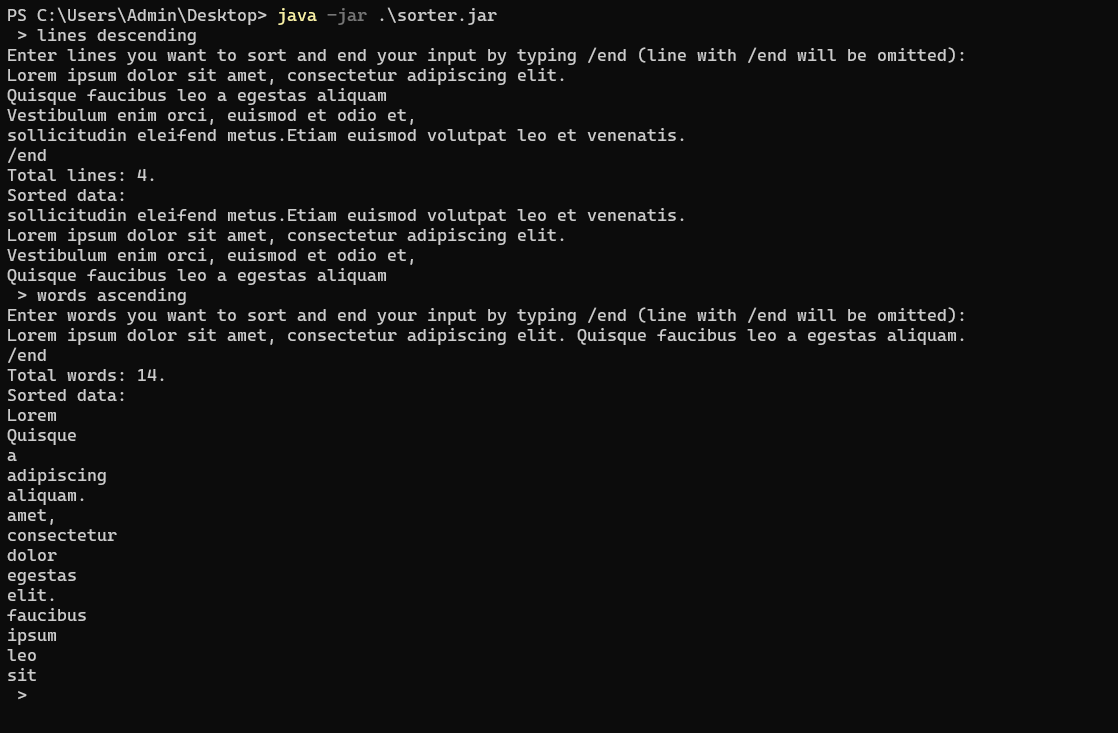 PS C:\Users\Admin\Desktop> java -jar .\sorter.jar
> lines descending
Enter lines you want to sort and end your input by typing /end (line with /end will be omitted):
Lorem ipsum dolor sit amet, consectetur adipiscing elit.
Quisque faucibus leo a egestas aliquam
Vestibulum enim orci, euismod et odio et,
sollicitudin eleifend metus.Etiam euismod volutpat leo et venenatis.
/end
Total lines: 4.
Sorted data:
sollicitudin eleifend metus.Etiam euismod volutpat leo et venenatis.
Lorem ipsum dolor sit amet, consectetur adipiscing elit.
Vestibulum enim orci, euismod et odio et,
Quisque faucibus leo a egestas aliquam
> words ascending
Enter words you want to sort and end your input by typing /end (line with /end will be omitted):
Lorem ipsum dolor sit amet, consectetur adipiscing elit. Quisque faucibus leo a egestas aliquam.
/end
Total words: 14.
Sorted data:
Lorem
Quisque
a
adipiscing
aliquam.
amet,
consectetur
dolor
egestas
elit.
faucibus
ipsum
leo
sit
>